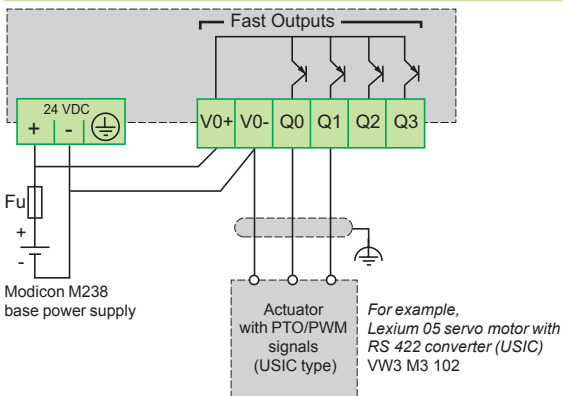 Fast Outputs
24 VDC
+ -
V0+ V0- Q0 Q1 Q2 Q3
Fu
+
-
Modicon M238
base power supply
Actuator
with PTO/PWM
signals
(USIC type)
For example,
Lexium 05 servo motor with
RS 422 converter (USIC)
VW3 M3 102